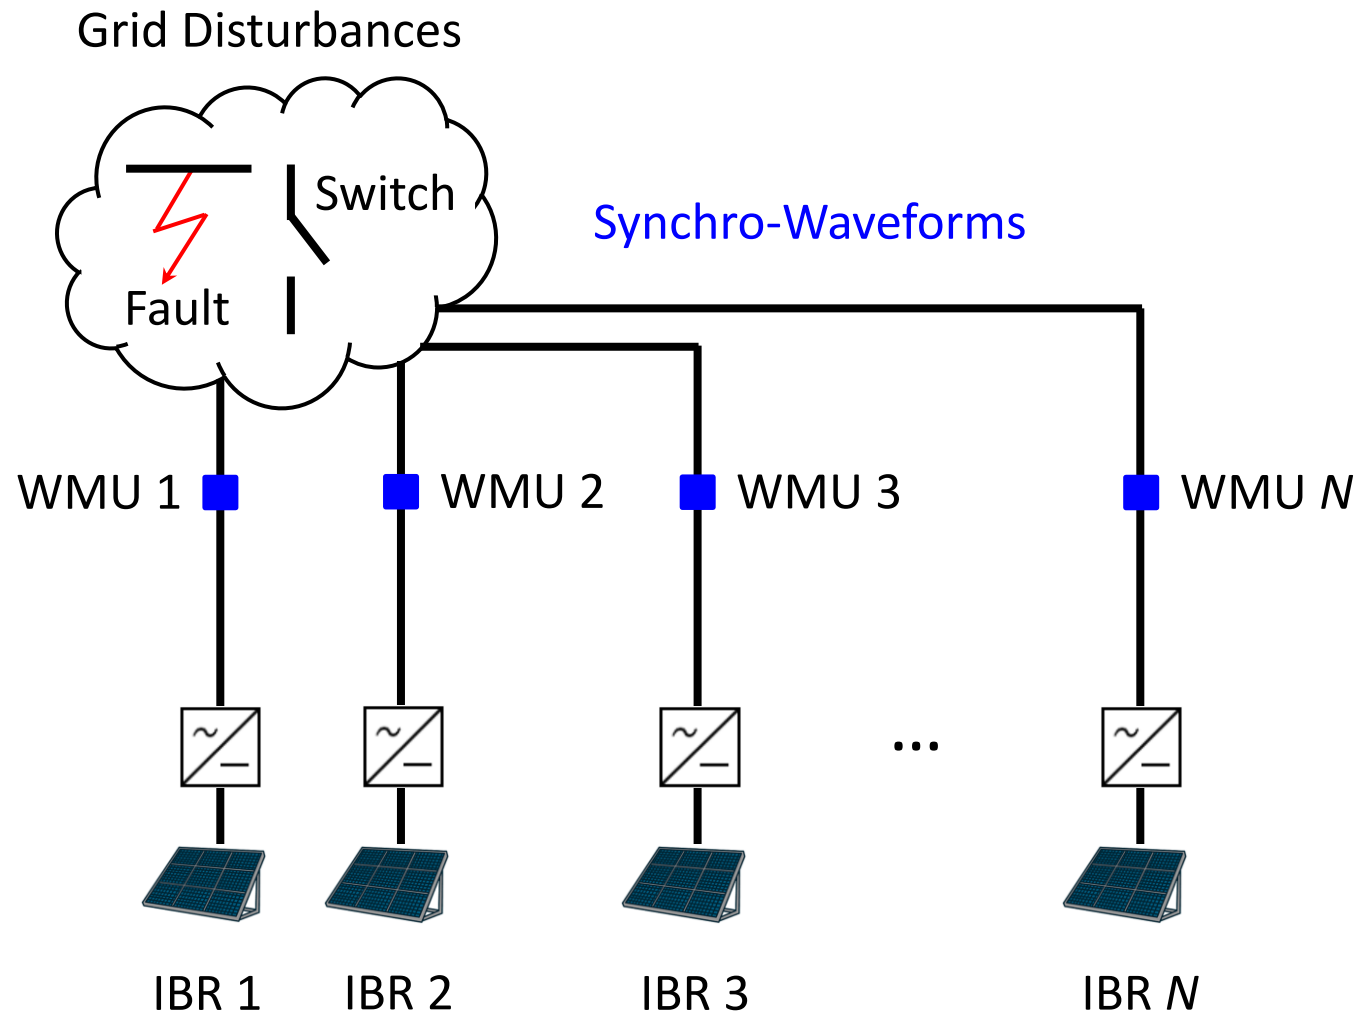 Grid Disturbances
Switch
Fault
Synchro-Waveforms
WMU 1
WMU 2
WMU 3
WMU N
...
IBR 1
IBR 2
IBR 3
IBR N